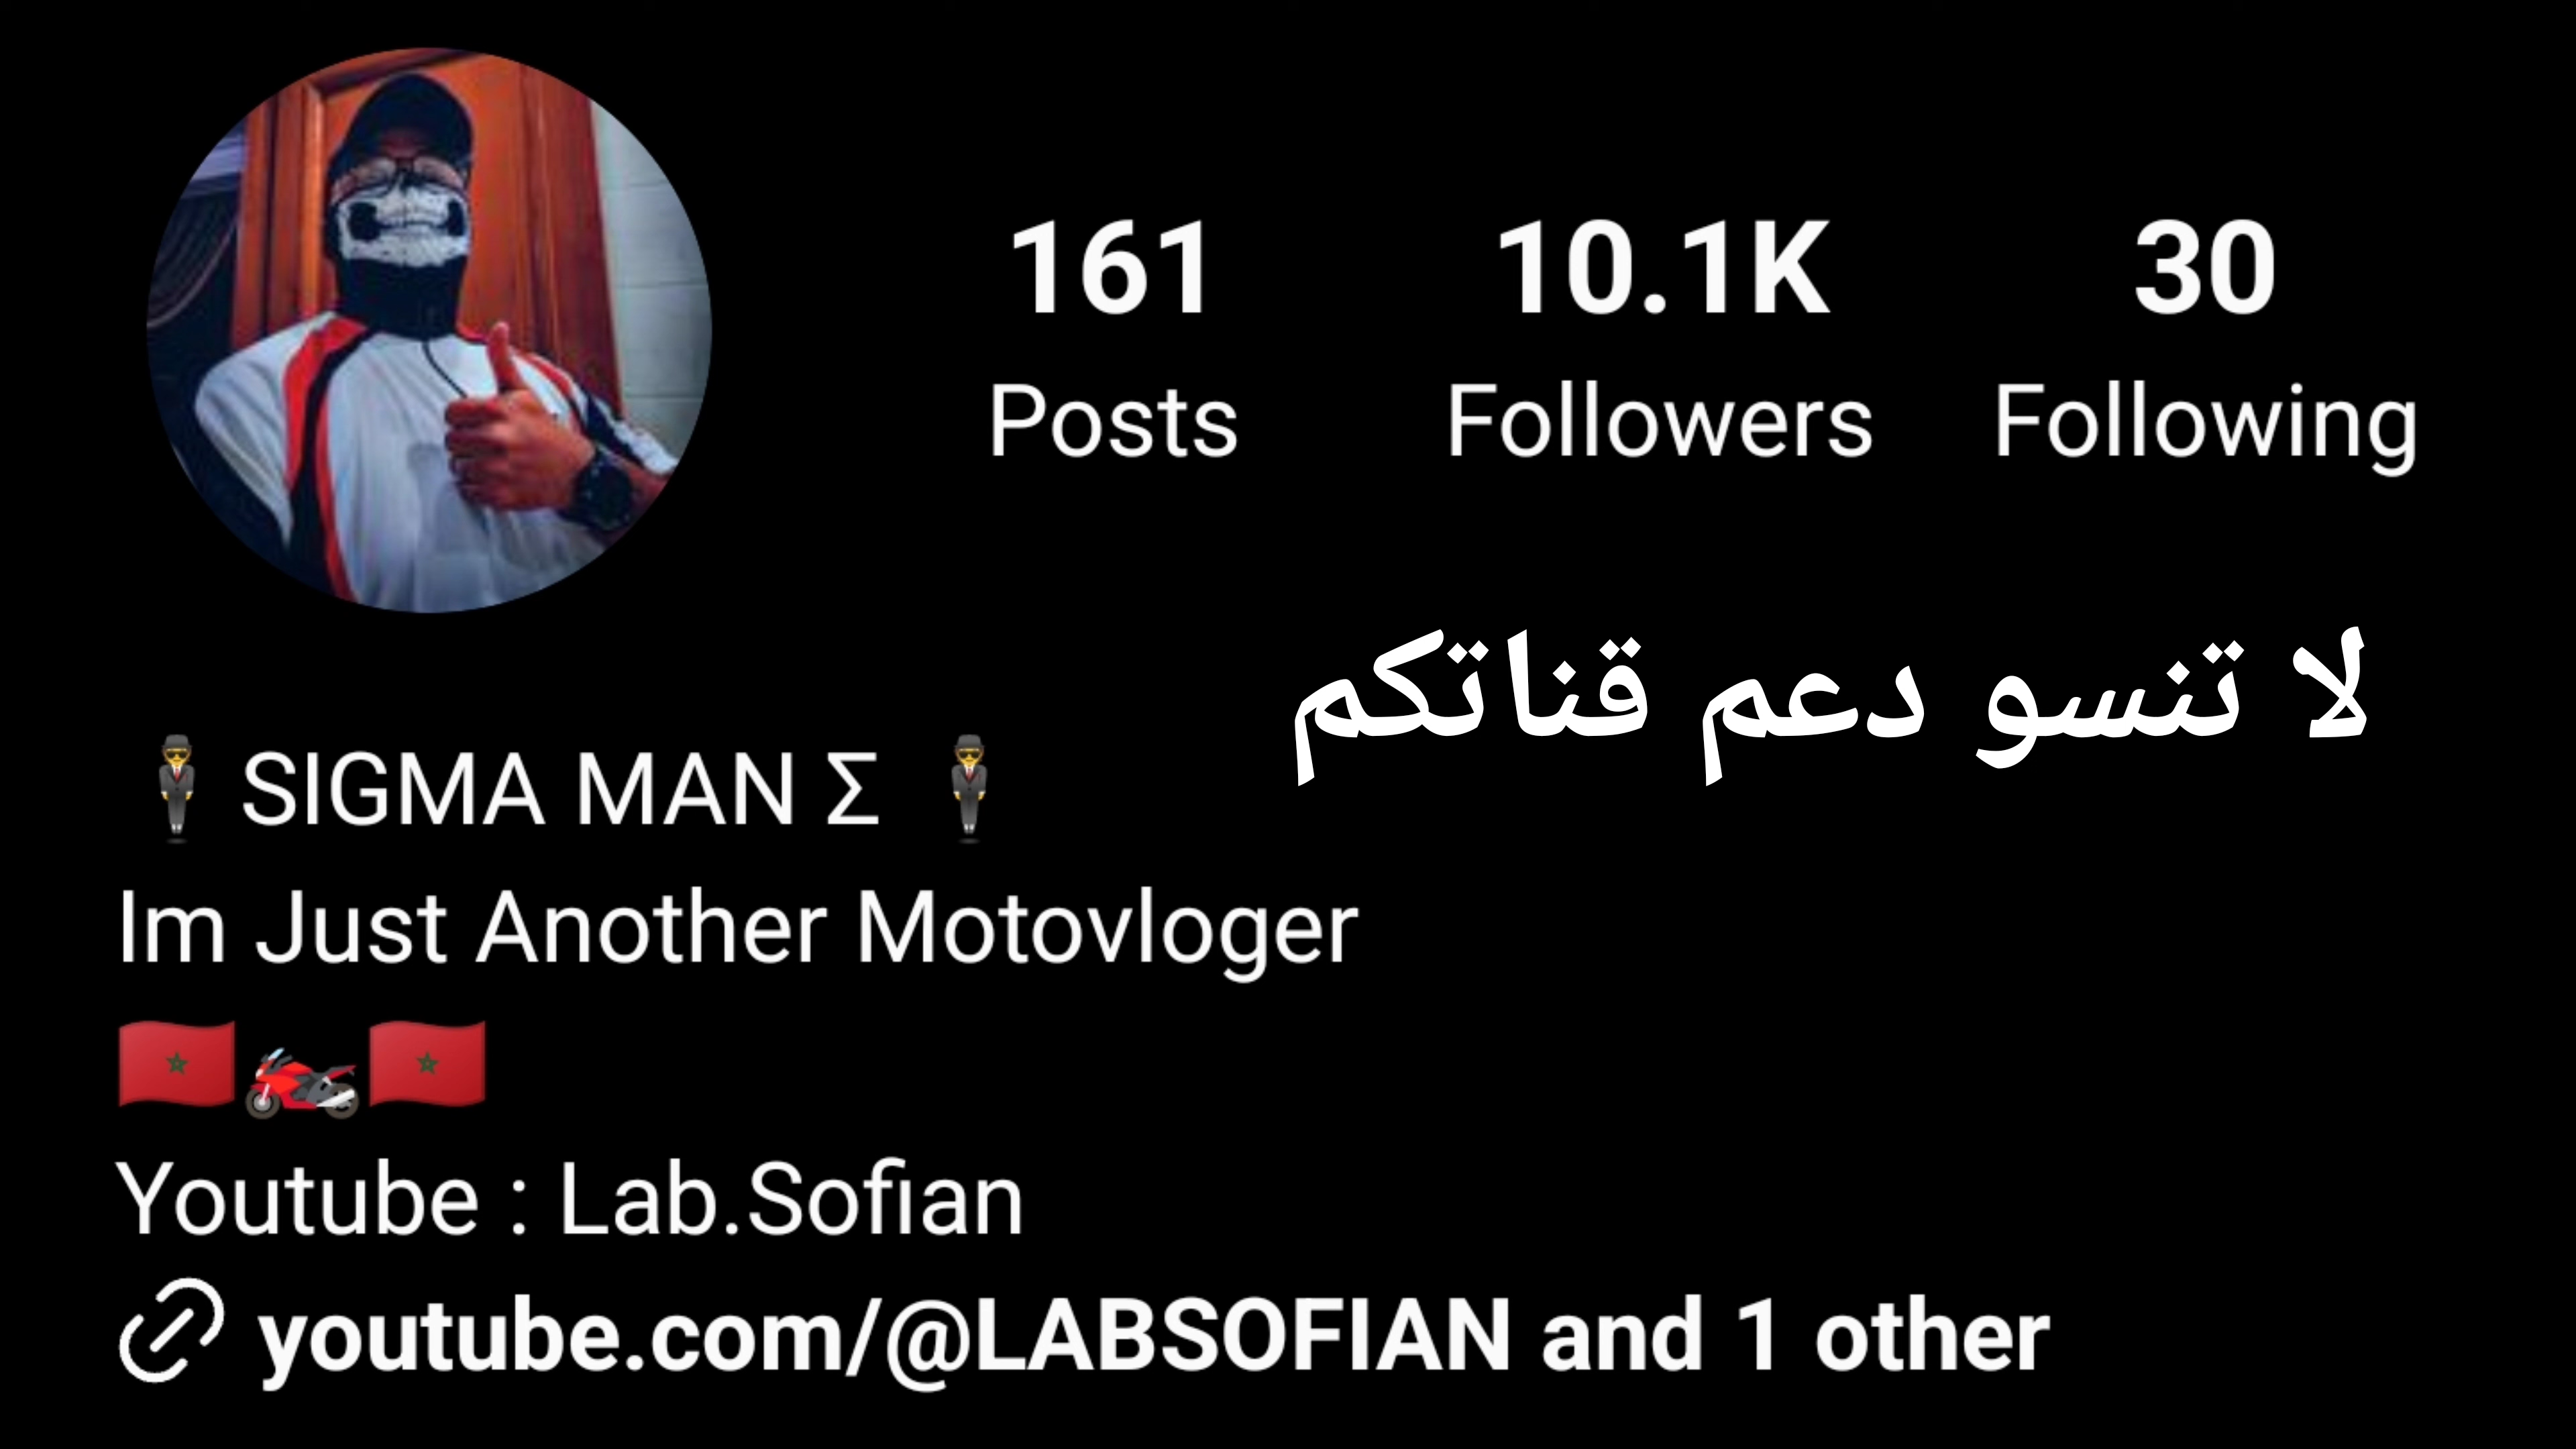 161 10.1K 30
Posts Followers Following
لا تنسو دعم قناتكم
🕴 SIGMA MAN Σ 🕴
Im Just Another Motovloger
🇲🇦🏍🇲🇦
Youtube : Lab.Sofian
youtube.com/@LABSOFIAN and 1 other